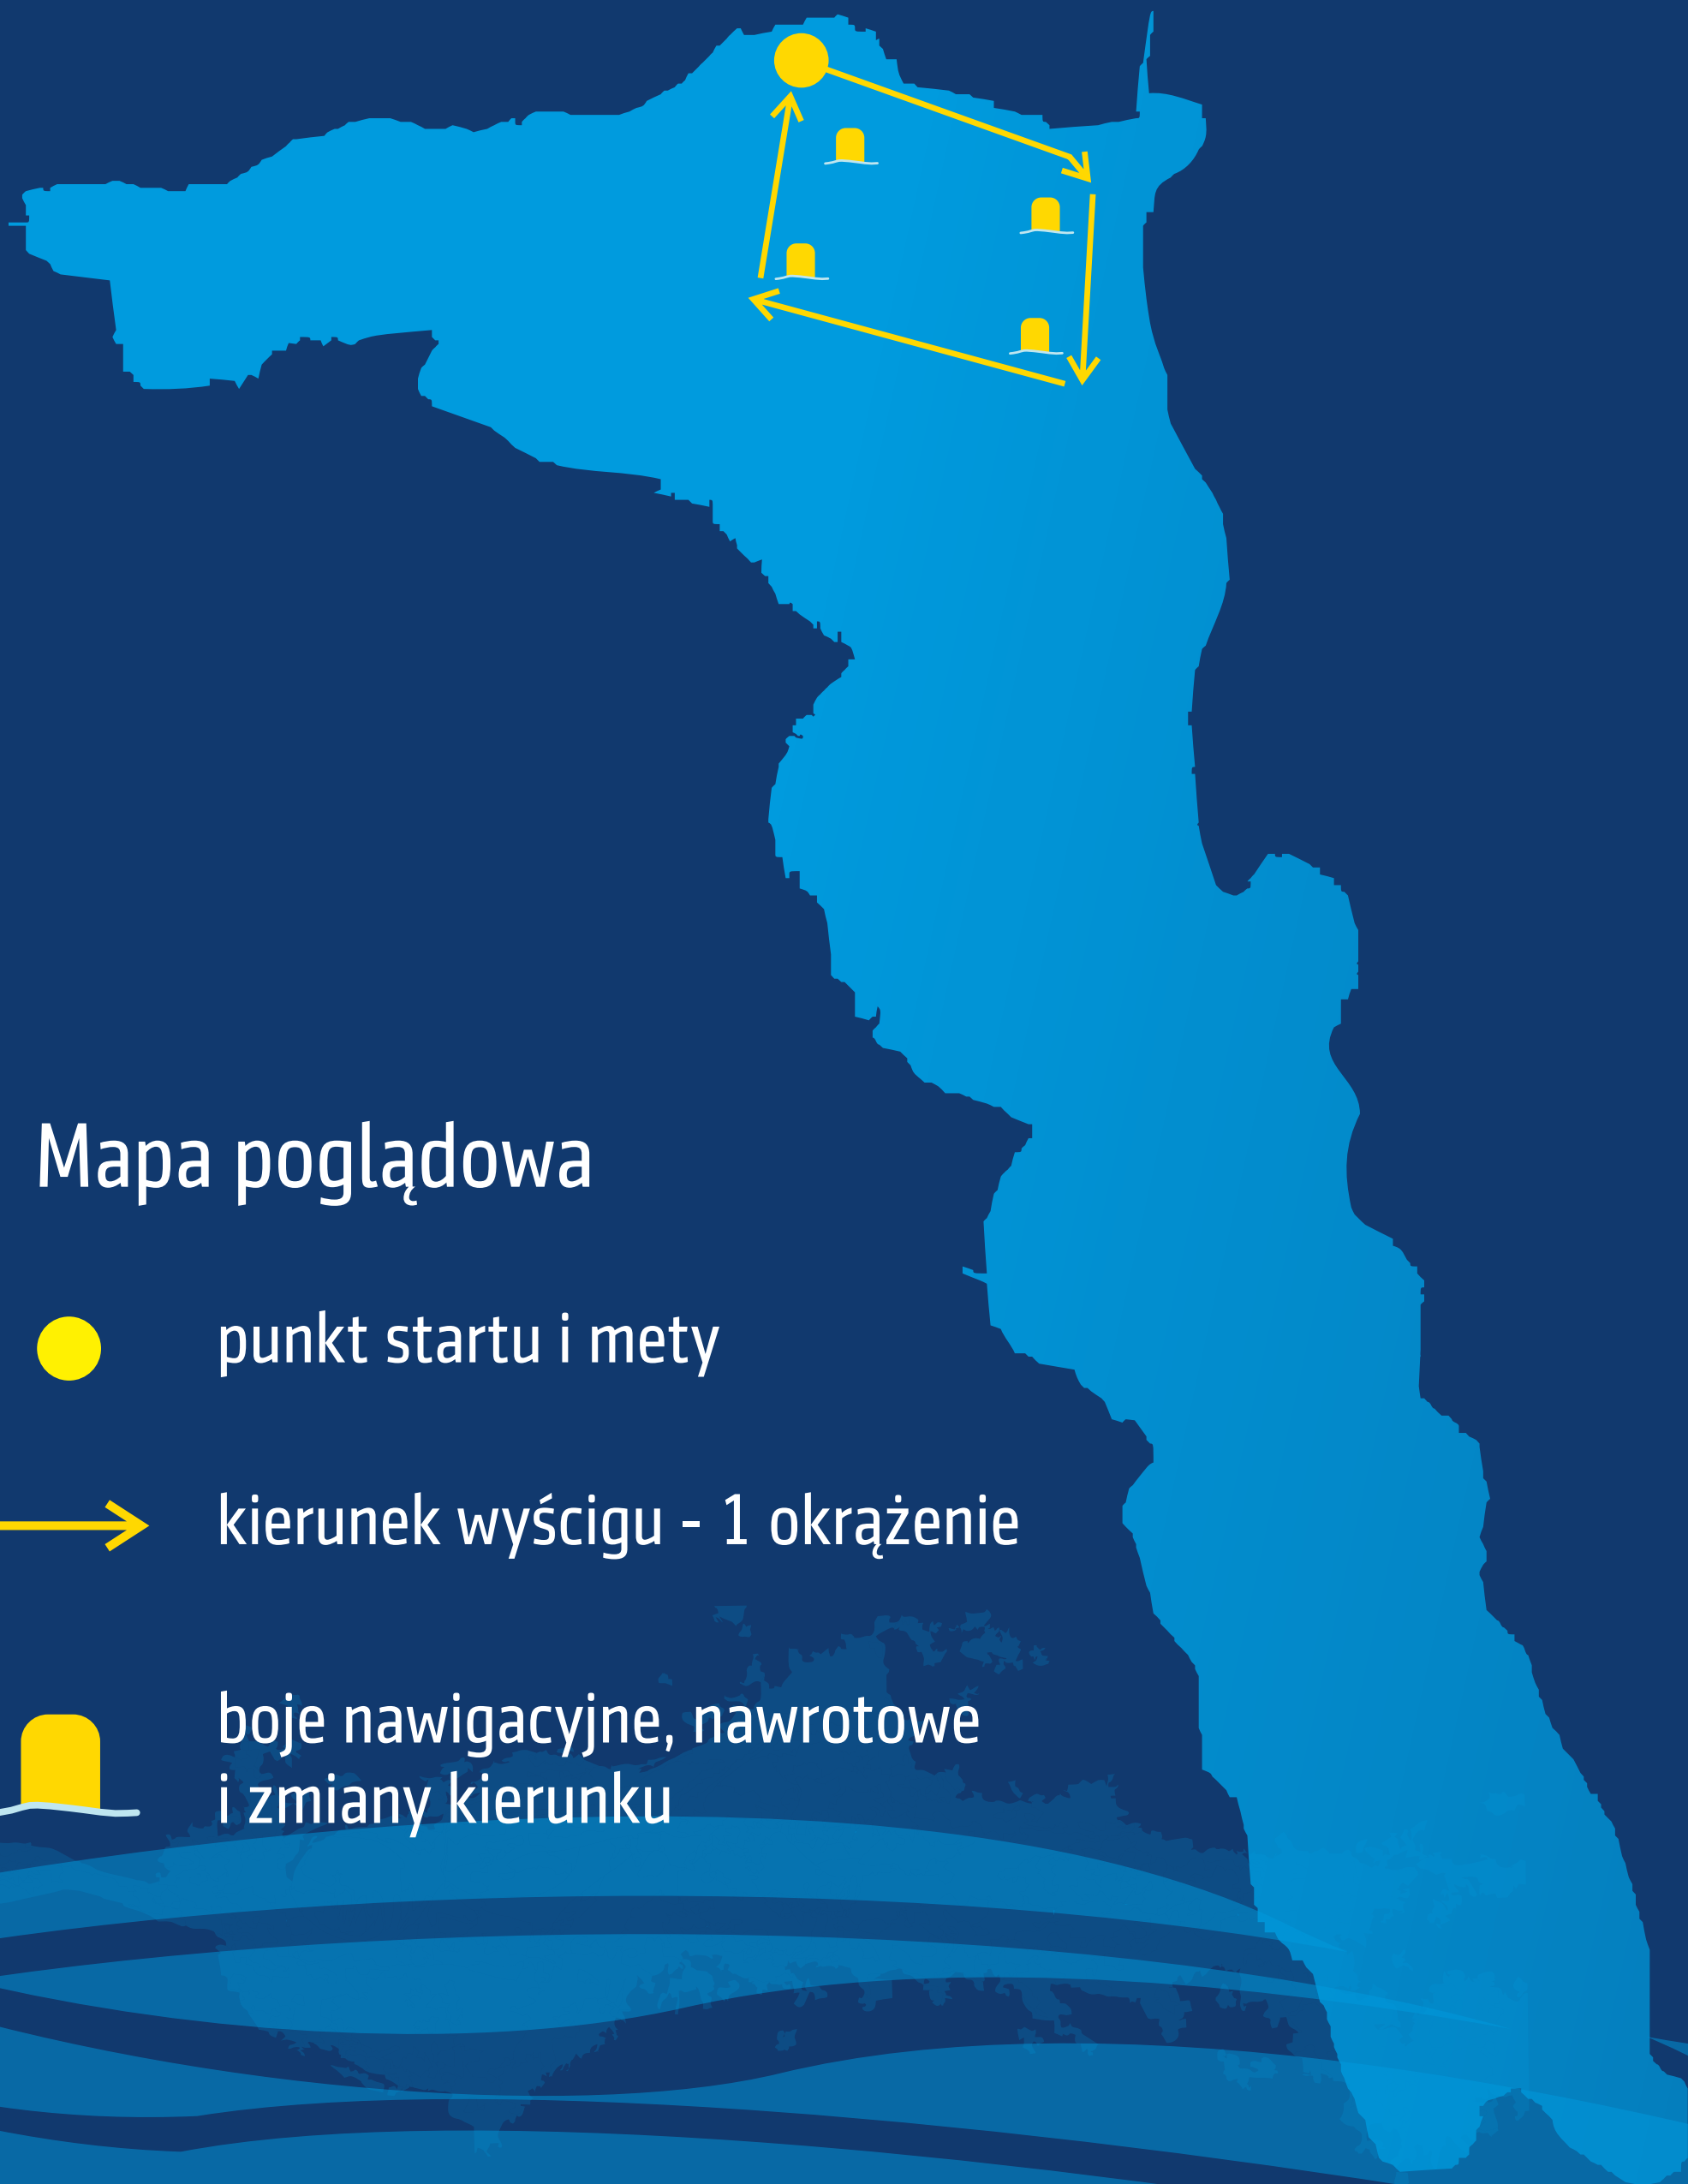 Mapa poglądowa
punkt startu i mety
kierunek wyścigu - 1 okrążenie
boje nawigacyjne, nawrotowe
i zmiany kierunku